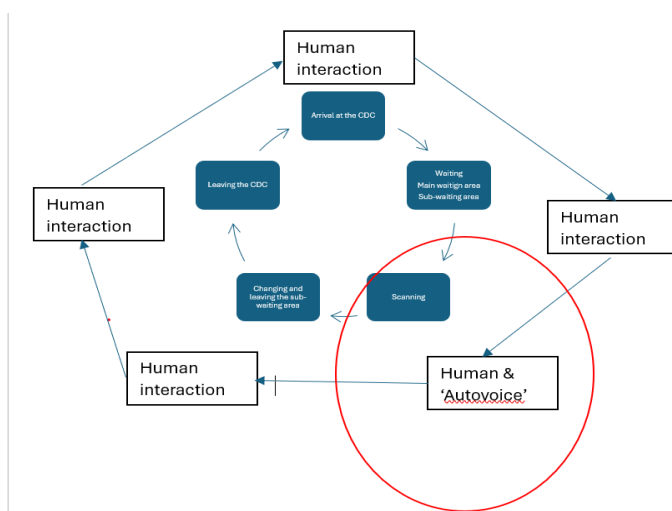 Human
interaction
Arrival at the CDC
Leaving the CDC
Waiting
Main waitign area
Sub-waiting area
Human
interaction
Human
interaction
Changing and
leaving the sub-
waiting area
Scanning
Human
interaction
Human &
‘Autovoice’